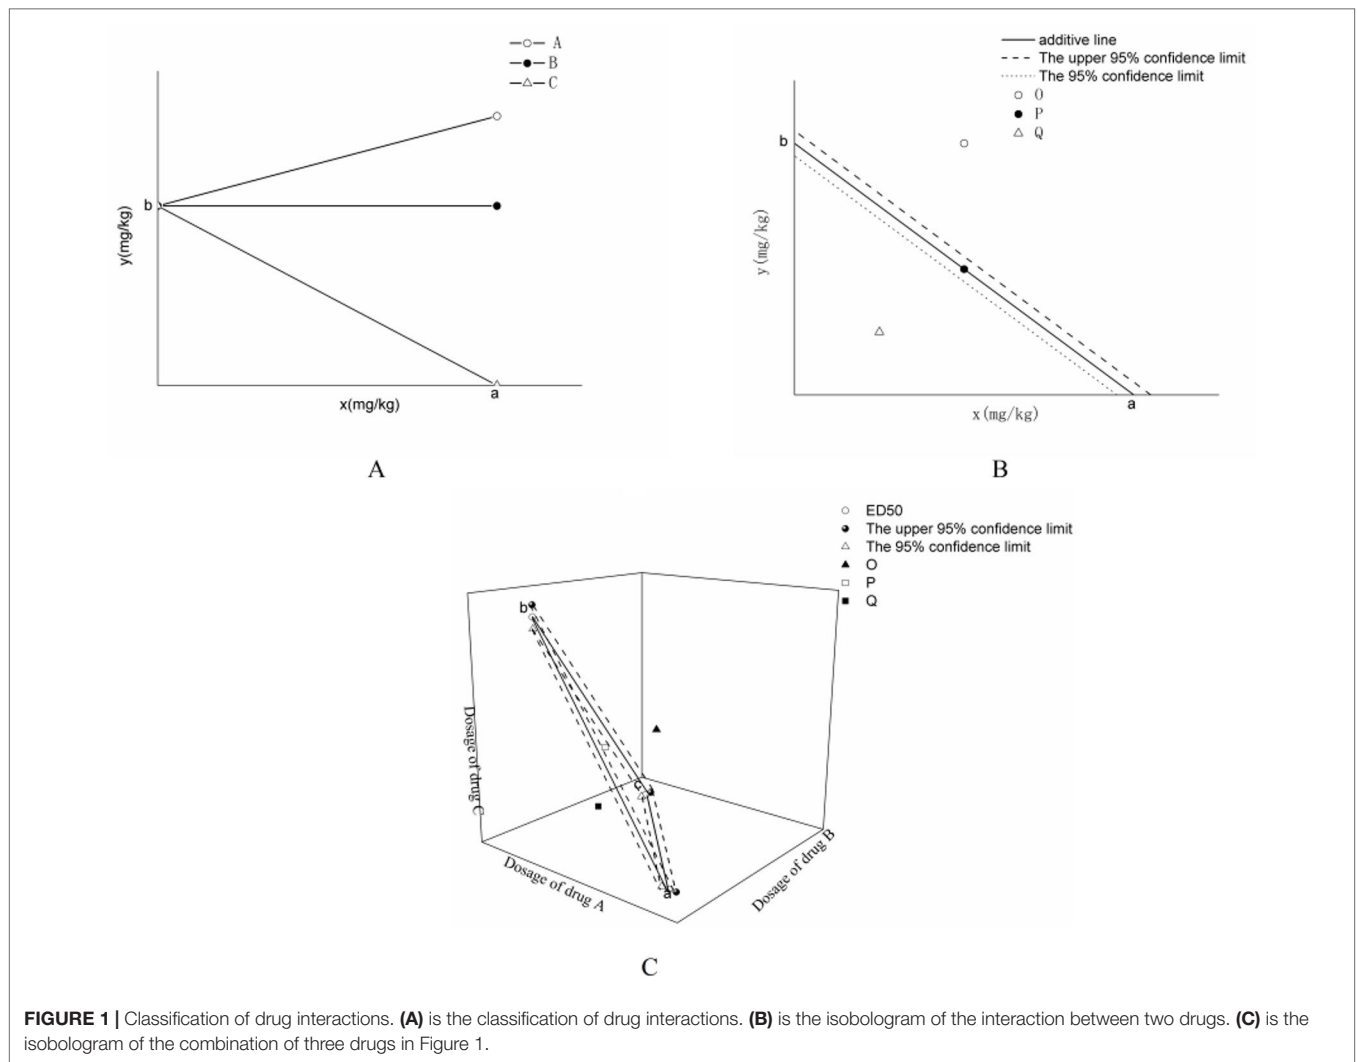 A
B
C
b
y(mg/kg)
a
x(mg/kg)
A
additive line
The upper 95% confidence limit
The 95% confidence limit
O
P
Q
b
y(mg/kg)
a
x(mg/kg)
B
ED50
The upper 95% confidence limit
The 95% confidence limit
O
P
Q
b
c
a
Dosage of drug C
Dosage of drug A
Dosage of drug B
C
FIGURE 1 | Classification of drug interactions. (A) is the classification of drug interactions. (B) is the isobologram of the interaction between two drugs. (C) is the
isobologram of the combination of three drugs in Figure 1.